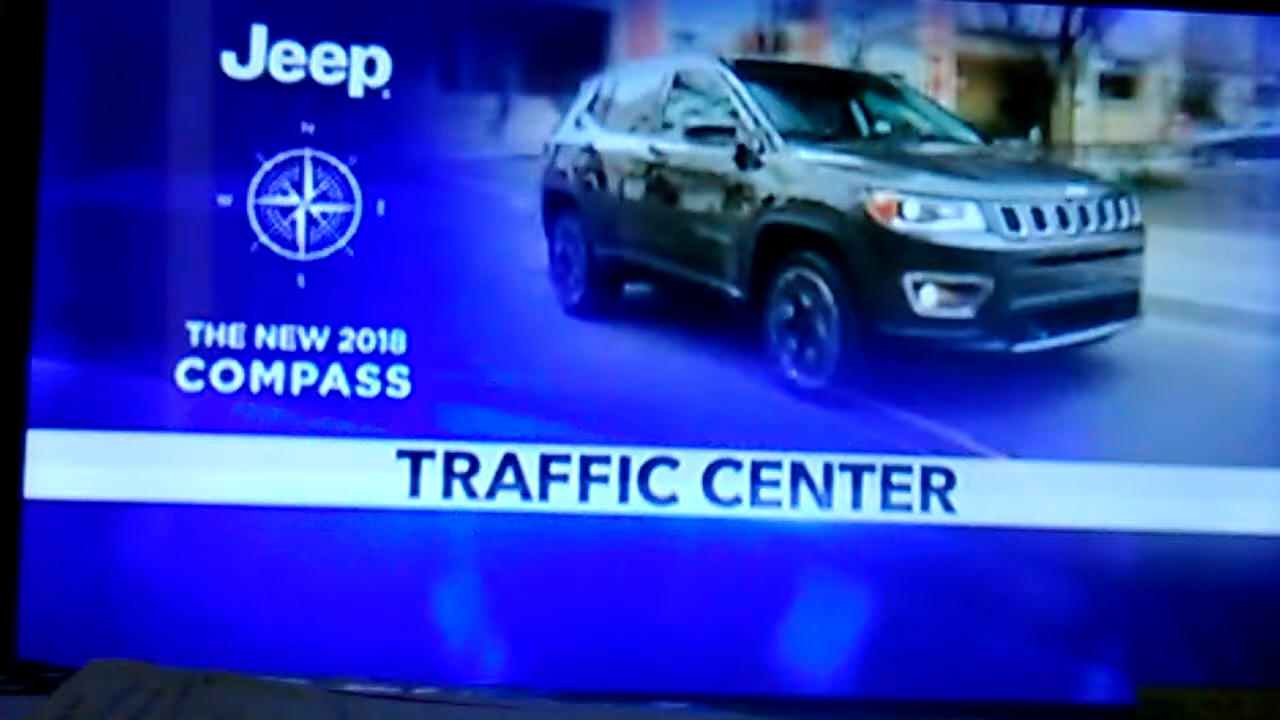 Jeep.
N
W E
S
THE NEW 2018
COMPASS
TRAFFIC CENTER